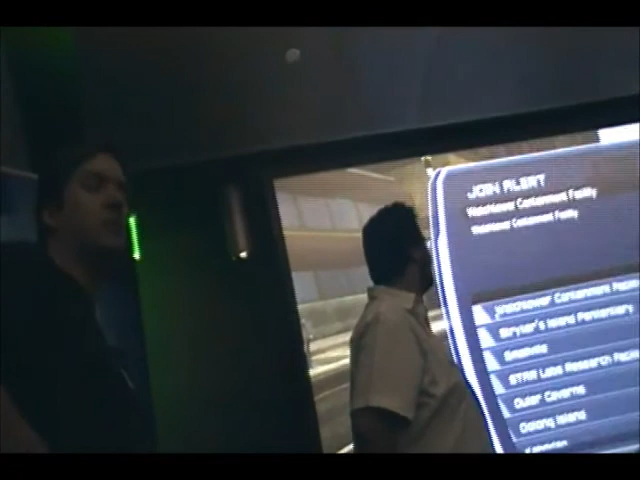 JOIN ALERT
Watchtower Containment Facility
Watchtower Containment Facility
Watchtower Containment Facility
Stryker's Island Penitentiary
Smallville
STAR Labs Research Facility
Outer Caverns
Oolong Island